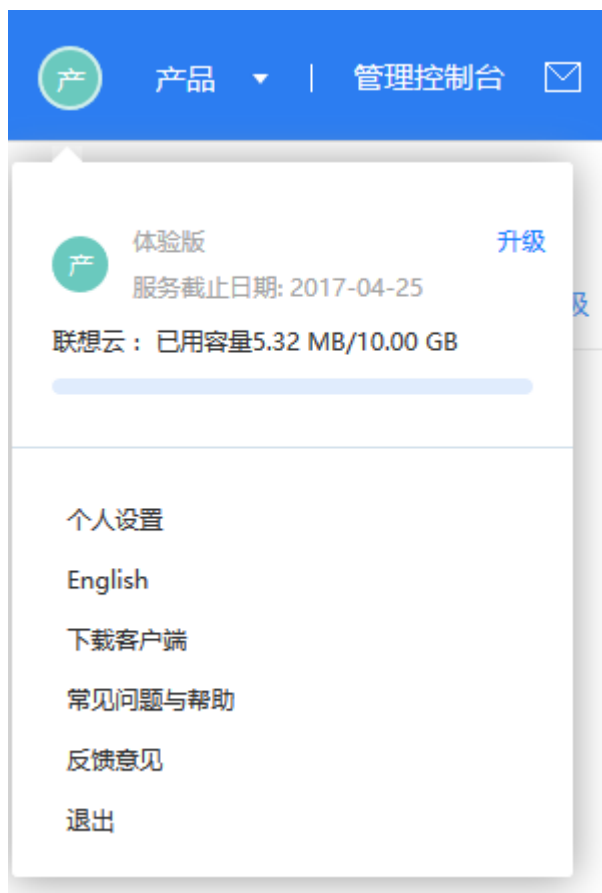 产 产品 管理控制台
产 体验版 升级
服务截止日期: 2017-04-25
级
联想云： 已用容量5.32 MB/10.00 GB
个人设置
English
下载客户端
常见问题与帮助
反馈意见
退出